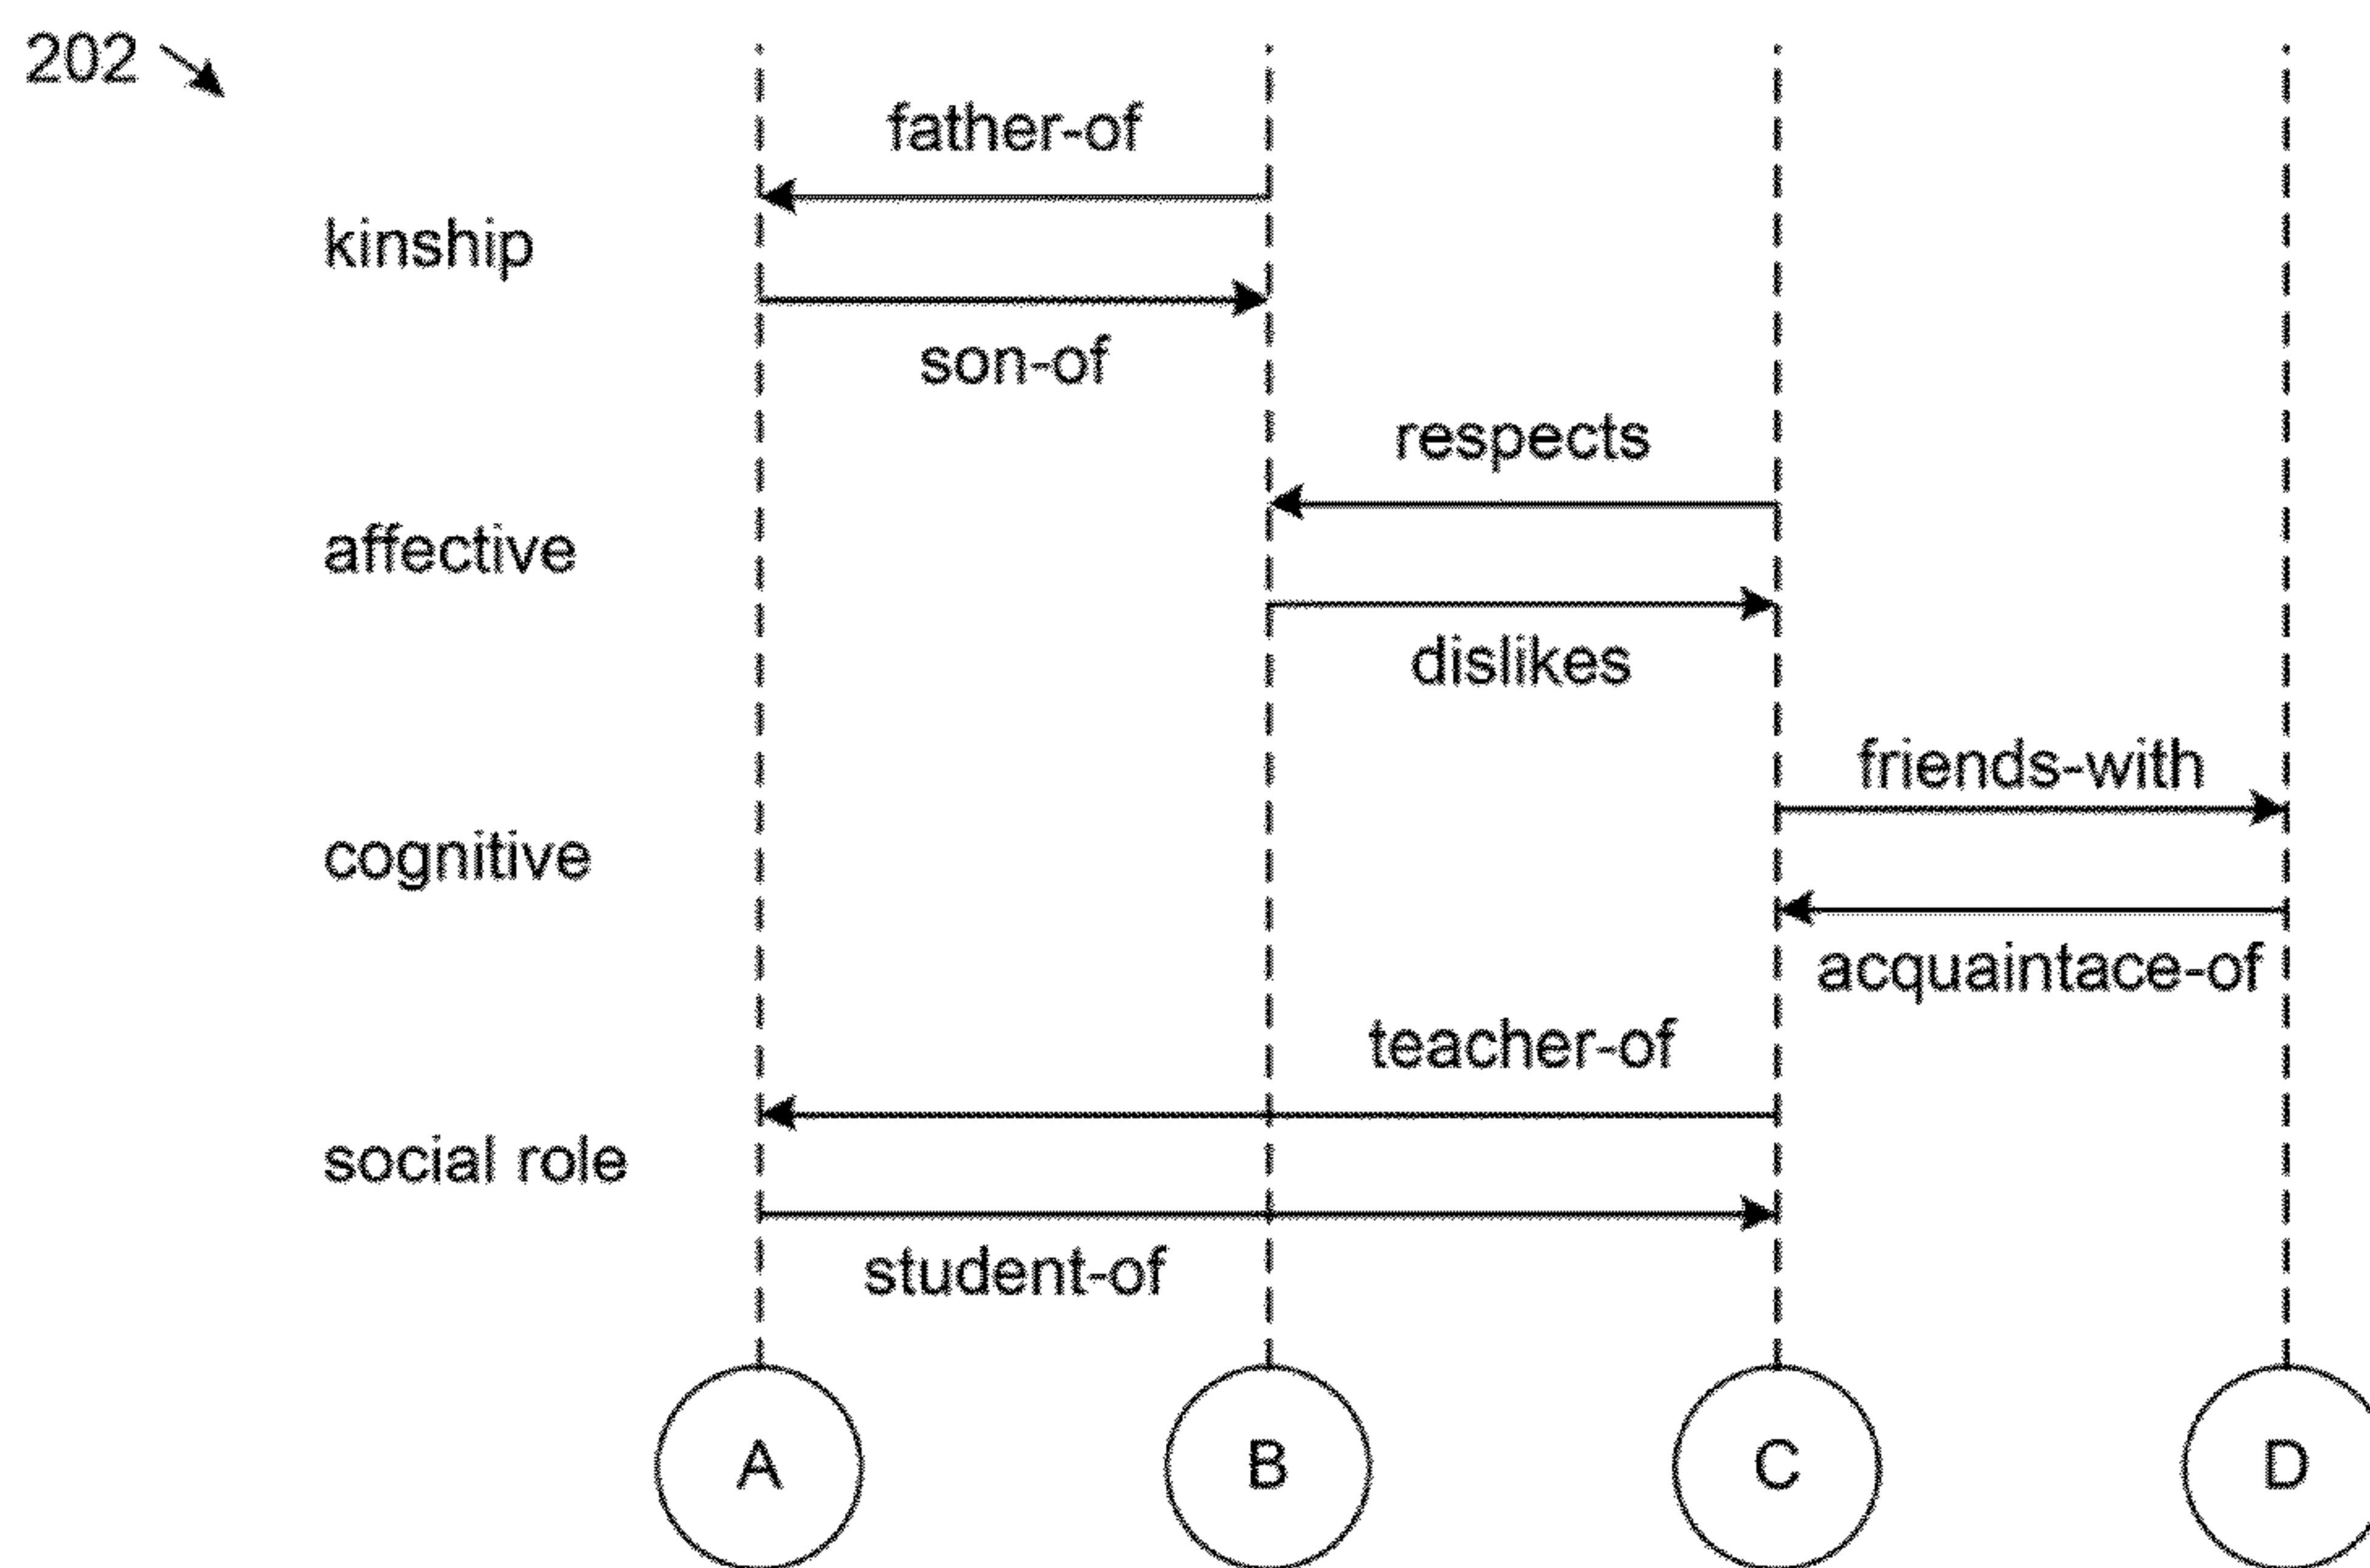 202
father-of
kinship
son-of
respects
affective
dislikes
friends-with
cognitive
acquaintace-of
teacher-of
social role
student-of
A B C D